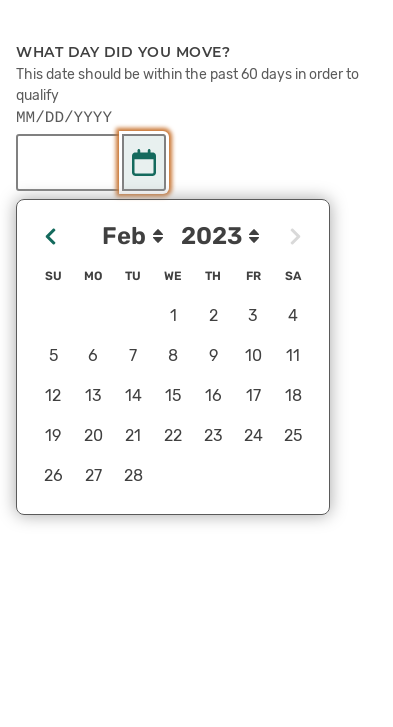 WHAT DAY DID YOU MOVE?
This date should be within the past 60 days in order to
qualify
MM/DD/YYYY
Feb 2023
SU MO TU WE TH FR SA
1 2 3 4
5 6 7 8 9 10 11
12 13 14 15 16 17 18
19 20 21 22 23 24 25
26 27 28